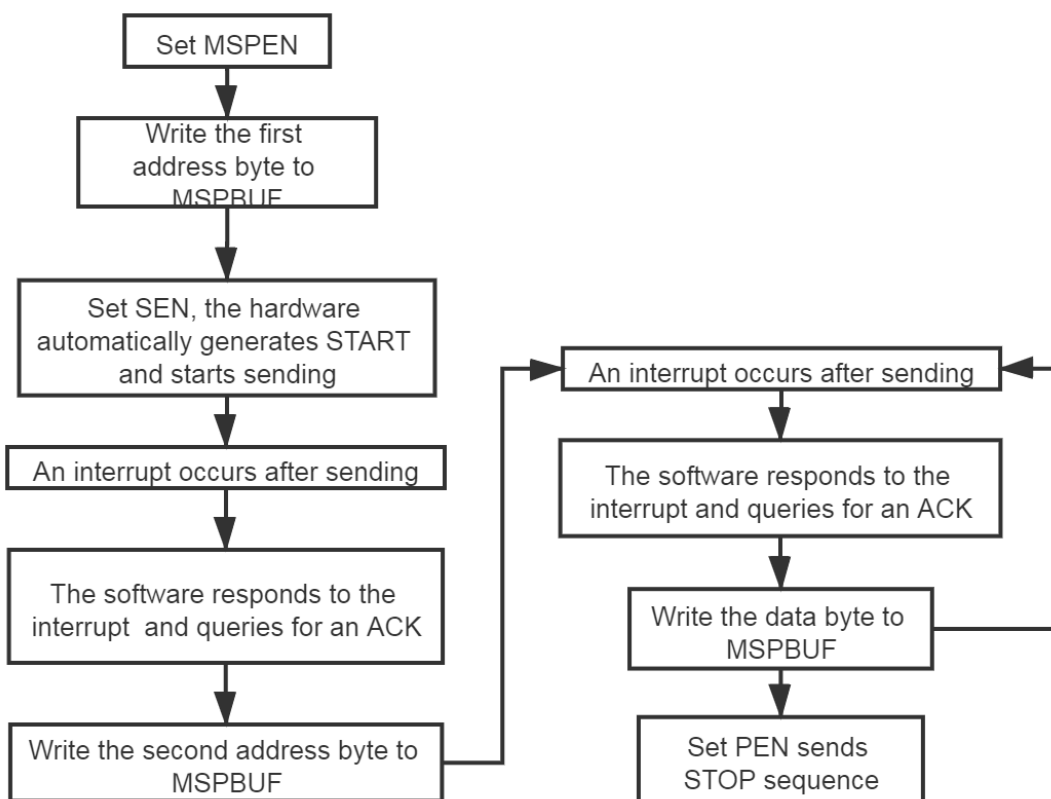 Set MSPEN
Write the first
address byte to
MSPBUF
Set SEN, the hardware
automatically generates START
and starts sending
An interrupt occurs after sending
The software responds to the
interrupt and queries for an ACK
Write the second address byte to
MSPBUF
An interrupt occurs after sending
The software responds to the
interrupt and queries for an ACK
Write the data byte to
MSPBUF
Set PEN sends
STOP sequence